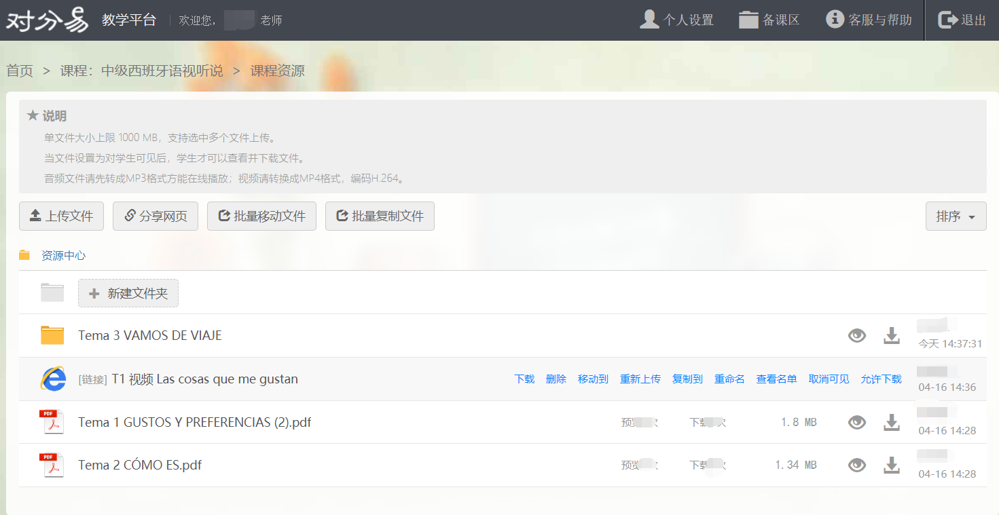 对分易 教学平台 欢迎您, 老师 个人设置 备课区 客服与帮助 退出
首页 > 课程：中级西班牙语视听说 > 课程资源
★ 说明
单文件大小上限 1000 MB，支持选中多个文件上传。
当文件设置为对学生可见后，学生才可以查看并下载文件。
音频文件请先转成MP3格式方能在线播放；视频请转换成MP4格式，编码H.264。
上传文件 分享网页 批量移动文件 批量复制文件 排序
资源中心
新建文件夹
Tema 3 VAMOS DE VIAJE
今天 14:37:31
[链接] T1 视频 Las cosas que me gustan 下载 删除 移动到 重新上传 复制到 重命名 查看名单 取消可见 允许下载
04-16 14:36
PDF Tema 1 GUSTOS Y PREFERENCIAS (2).pdf 预览 次 下载 次 1.8 MB
04-16 14:28
PDF Tema 2 CÓMO ES.pdf 预览 下载 次 1.34 MB
04-16 14:28